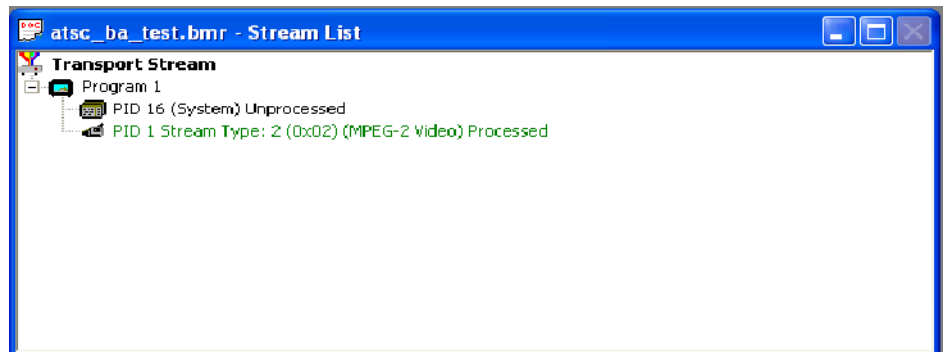 atsc_ba_test.bmr - Stream List
Transport Stream
Program 1
PID 16 (System) Unprocessed
PID 1 Stream Type: 2 (0x02) (MPEG-2 Video) Processed